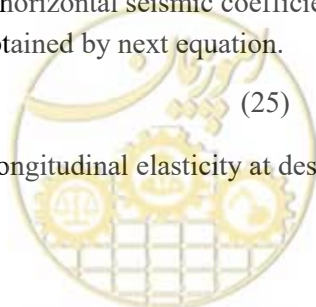 horizontal seismic coefficie
btained by next equation.
(25)
ongitudinal elasticity at des